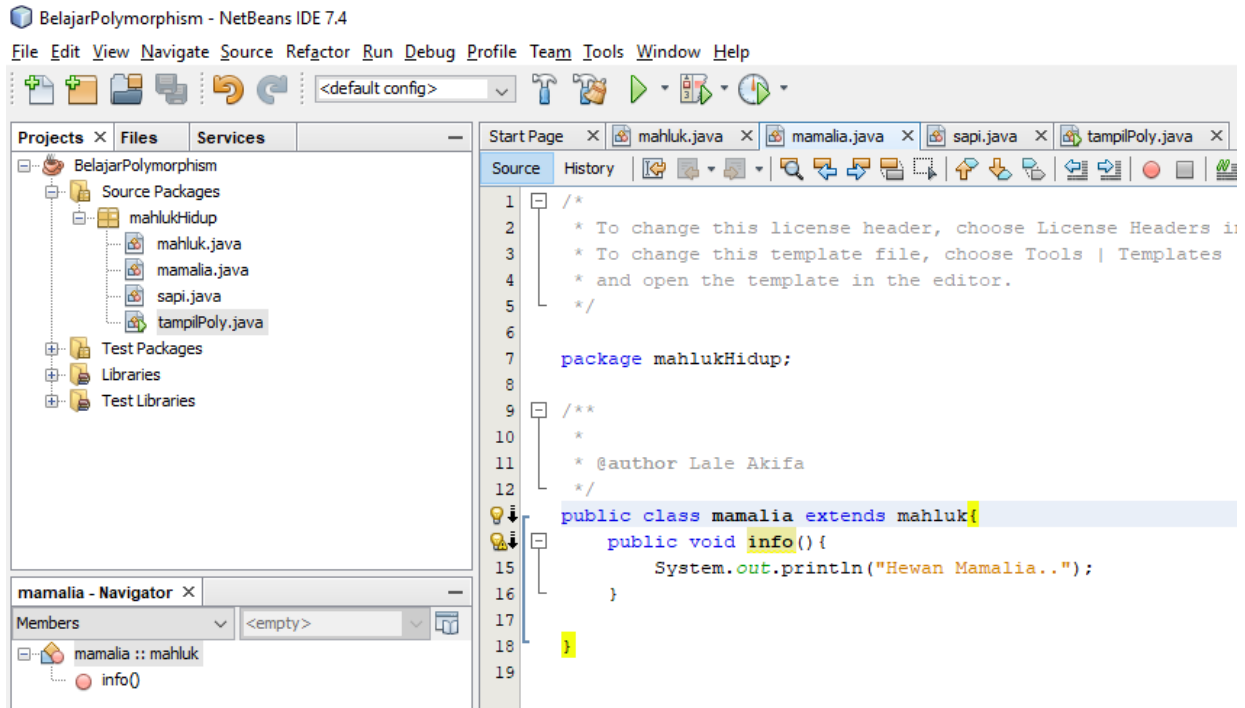 BelajarPolymorphism - NetBeans IDE 7.4
File Edit View Navigate Source Refactor Run Debug Profile Team Tools Window Help
<default config>
Projects Files Services
BelajarPolymorphism
Source Packages
mahlukHidup
mahluk.java
mamalia.java
sapi.java
tampilPoly.java
Test Packages
Libraries
Test Libraries
mamalia - Navigator
Members <empty>
mamalia :: mahluk
info()
Start Page mahluk.java mamalia.java sapi.java tampilPoly.java
Source History
1 /*
2 * To change this license header, choose License Headers in
3 * To change this template file, choose Tools | Templates
4 * and open the template in the editor.
5 */
6
7 package mahlukHidup;
8
9 /**
10 *
11 * @author Lale Akifa
12 */
public class mamalia extends mahluk{
public void info(){
15 System.out.println("Hewan Mamalia..");
16 }
17
18 }
19